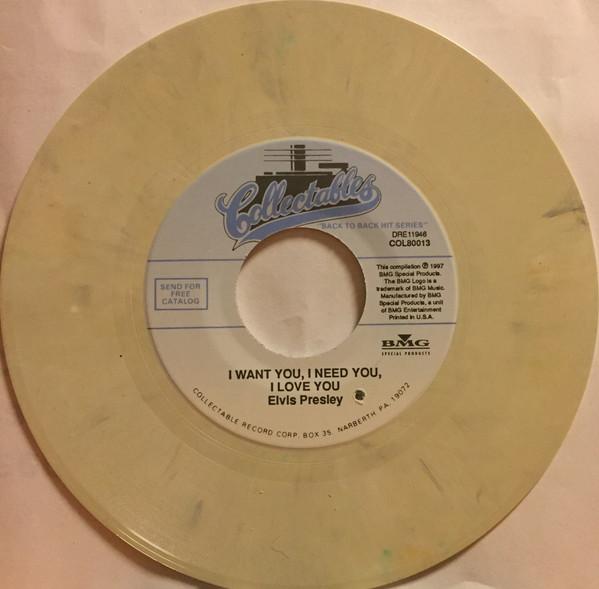 Collectables
"BACK TO BACK HIT SERIES"
DRE11946
COL80013
SEND FOR
FREE
CATALOG
This compilation ℗ 1997
BMG Special Products.
The BMG Logo is a
trademark of BMG Music.
Manufactured by BMG
Special Products, a unit
of BMG Entertainment
Printed in U.S.A.
BMG
SPECIAL PRODUCTS
I WANT YOU, I NEED YOU,
I LOVE YOU
Elvis Presley
COLLECTABLE RECORD CORP. BOX 35, NARBERTH, PA. 19072